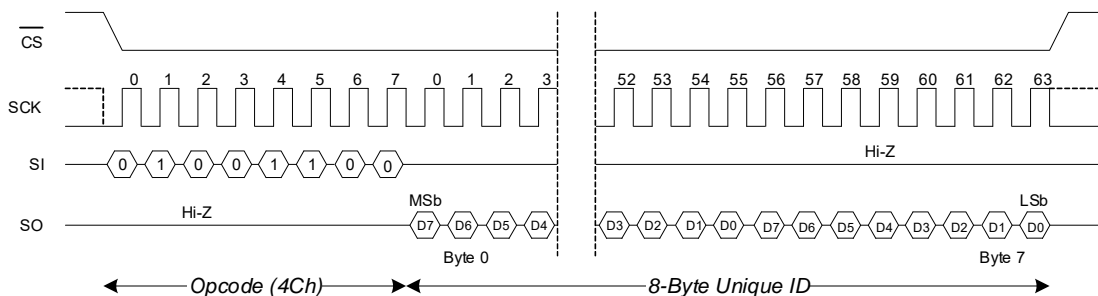 CS
0 1 2 3 4 5 6 7 0 1 2 3 52 53 54 55 56 57 58 59 60 61 62 63
SCK
SI 0 1 0 0 1 1 0 0 Hi-Z
MSb LSb
SO Hi-Z D7 D6 D5 D4 D3 D2 D1 D0 D7 D6 D5 D4 D3 D2 D1 D0
Byte 0 Byte 7
Opcode (4Ch) 8-Byte Unique ID